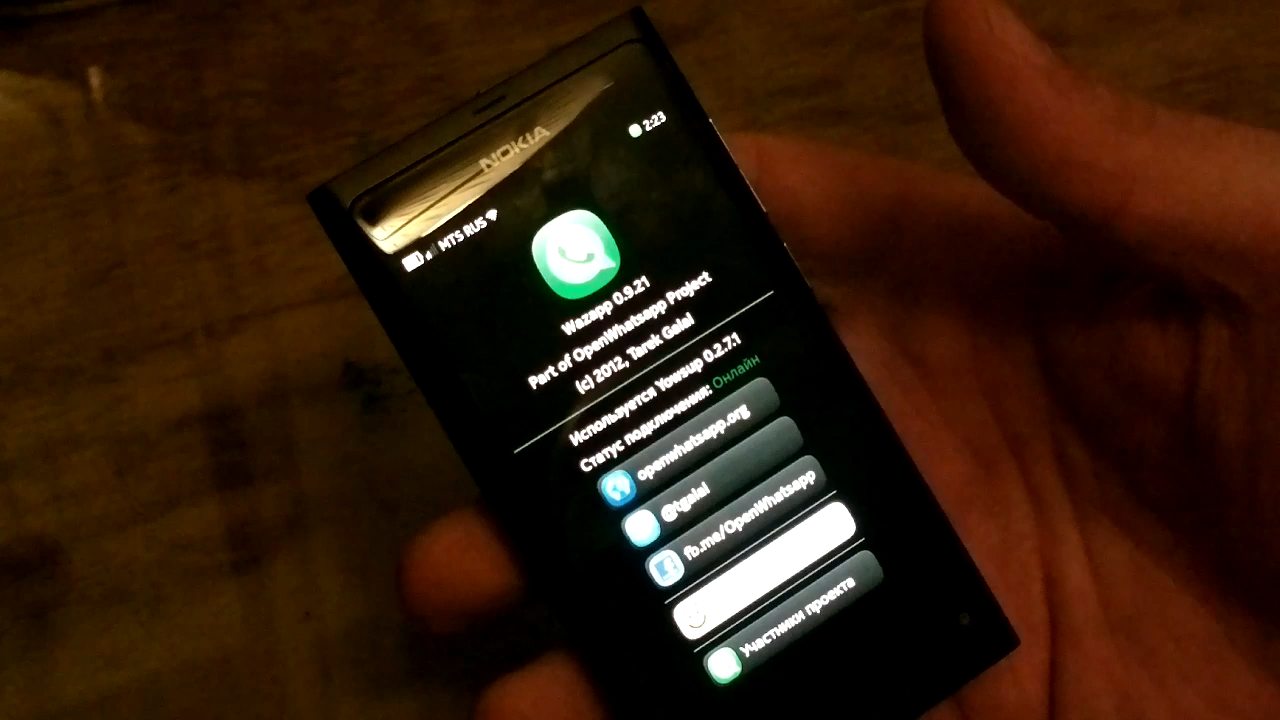 NOKIA
2:23
MTS RUS
Wazapp 0.9.21
Part of OpenWhatsapp Project
(c) 2012, Tarek Galal
Используется Yowsup 0.2.7.1
Статус подключения: Онлайн
openwhatsapp.org
@tgalal
fb.me/OpenWhatsapp
Участники проекта